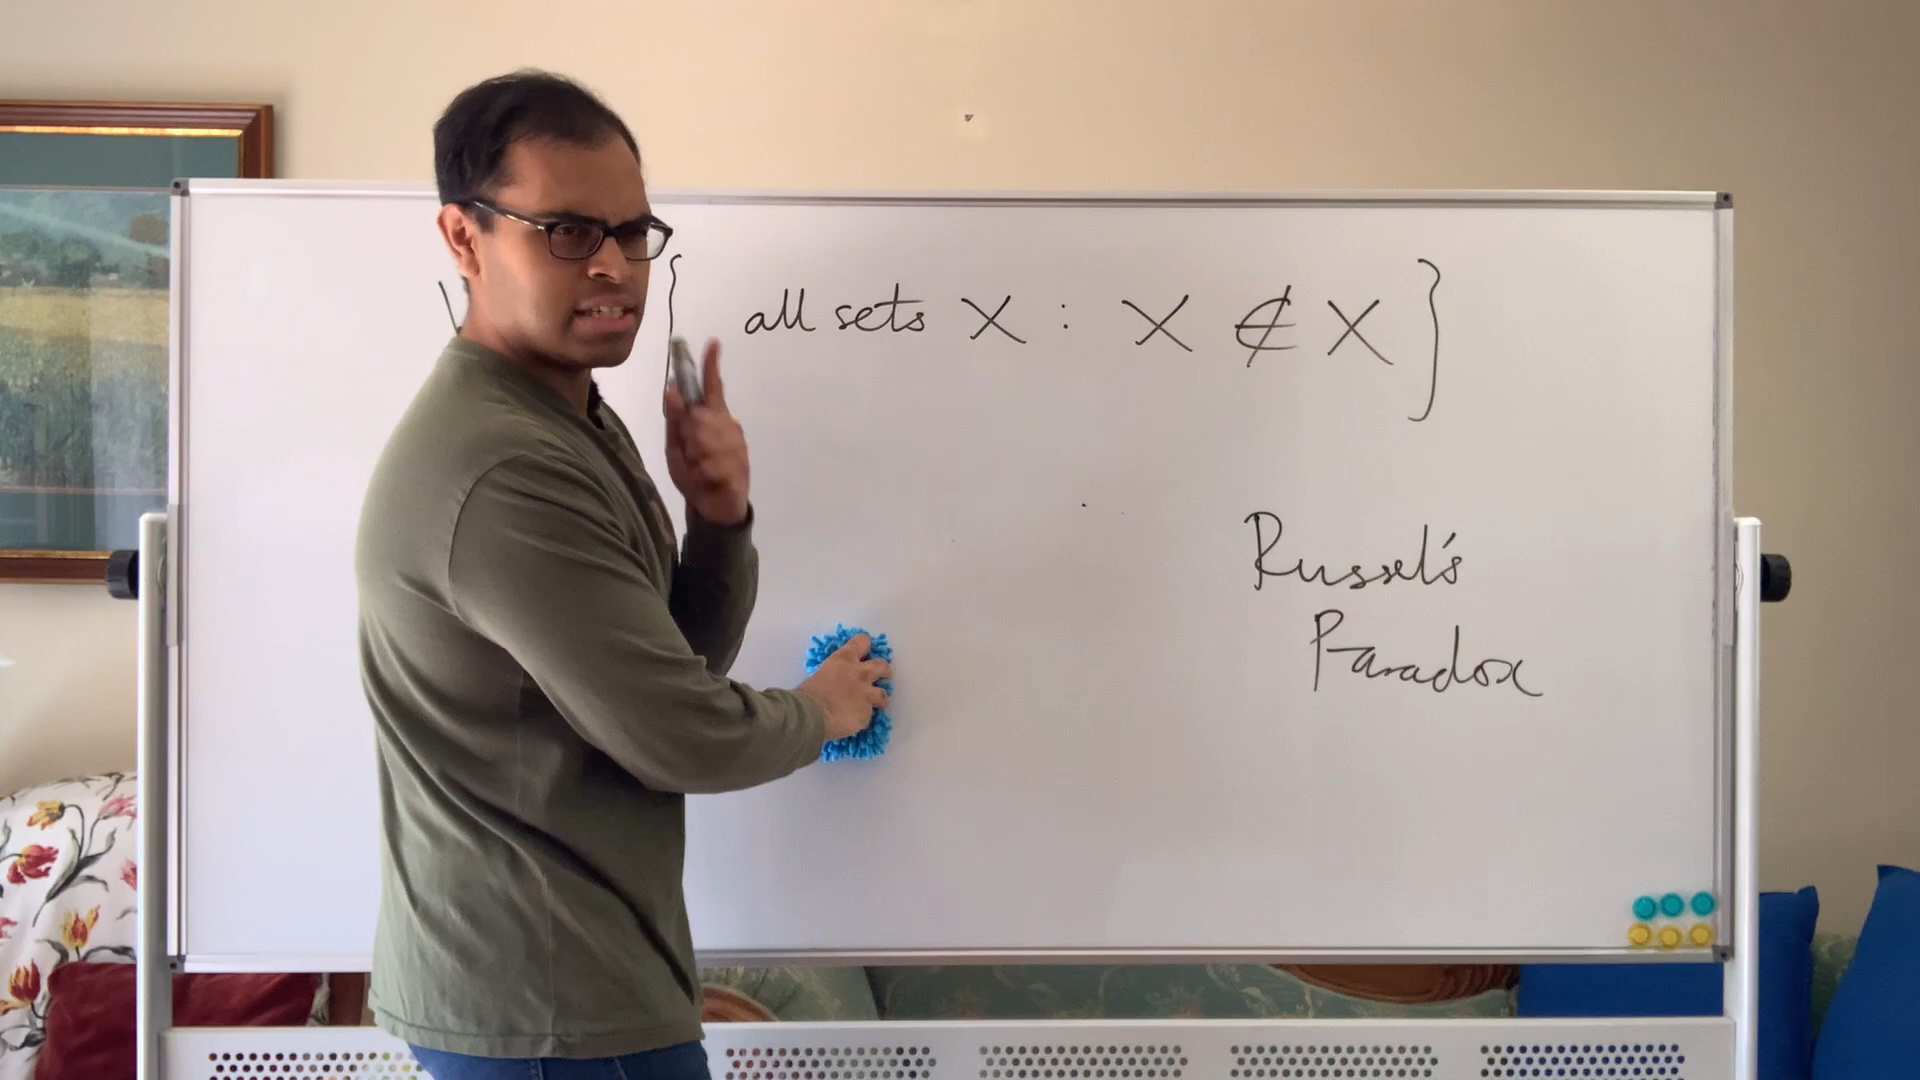 { all sets X : X ∉ X }
Russel's
Paradox